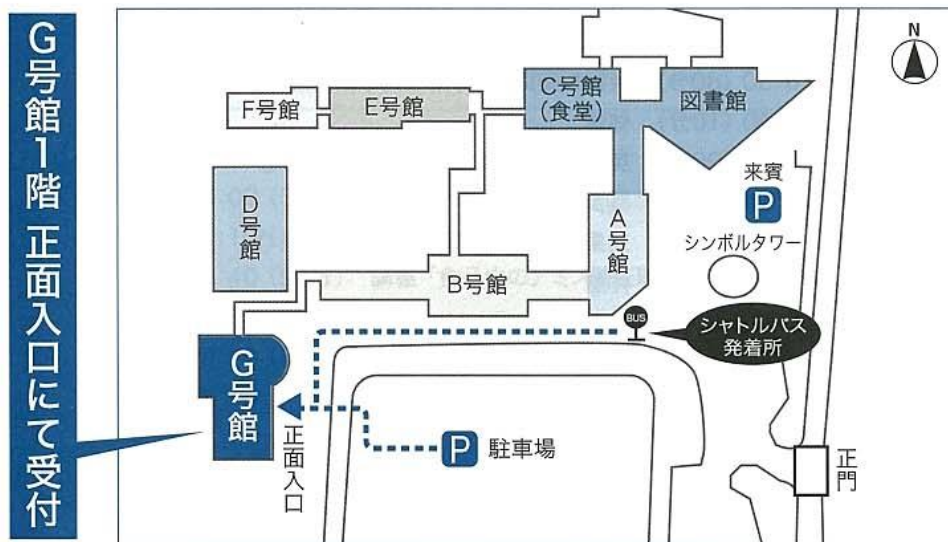 G号館1階 正面入口にて受付
N
C号館
(食堂)
図書館
F号館
E号館
来賓
P
D号館
A号館
シンボルタワー
B号館
BUS
シャトルバス
発着所
G号館
正面入口
P 駐車場
正門